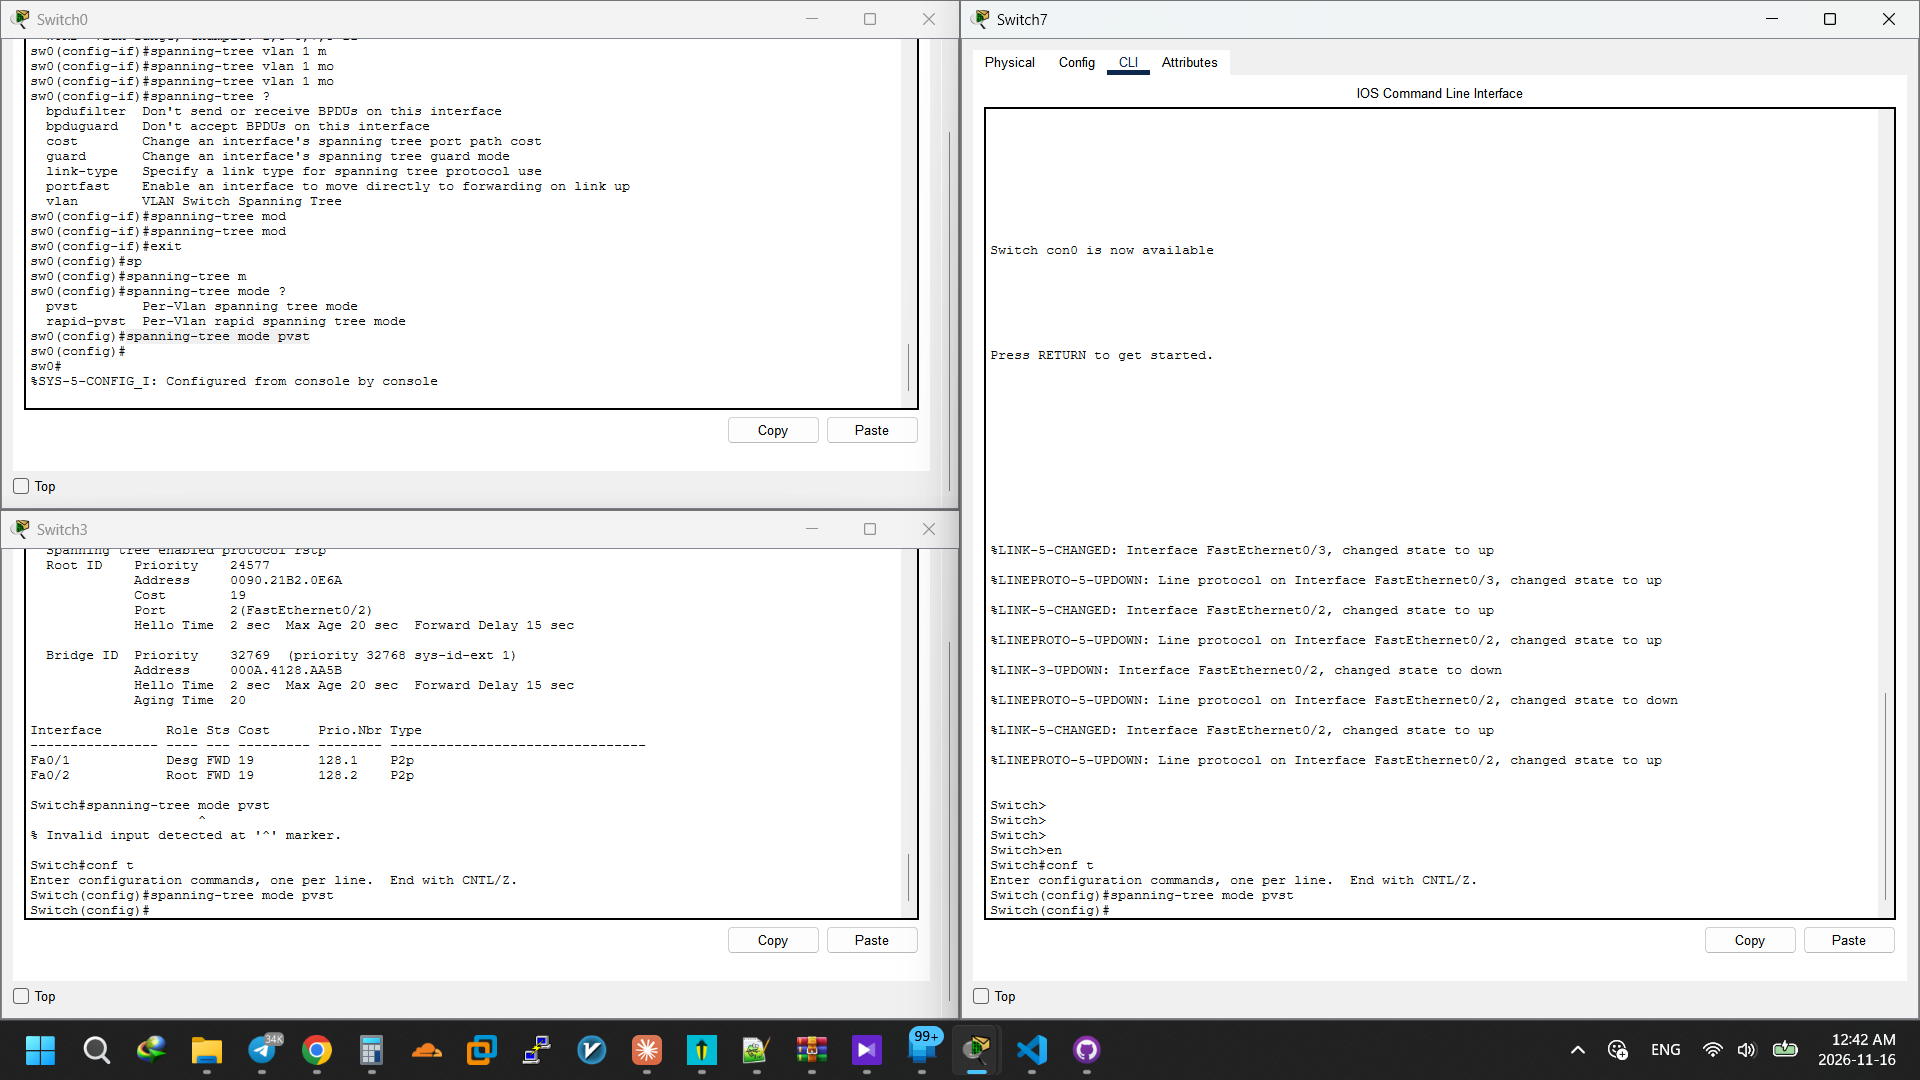 Switch0
sw0(config-if)#spanning-tree vlan 1 m
sw0(config-if)#spanning-tree vlan 1 mo
sw0(config-if)#spanning-tree vlan 1 mo
sw0(config-if)#spanning-tree ?
  bpdufilter  Don't send or receive BPDUs on this interface
  bpduguard   Don't accept BPDUs on this interface
  cost        Change an interface's spanning tree port path cost
  guard       Change an interface's spanning tree guard mode
  link-type   Specify a link type for spanning tree protocol use
  portfast    Enable an interface to move directly to forwarding on link up
  vlan        VLAN Switch Spanning Tree
sw0(config-if)#spanning-tree mod
sw0(config-if)#spanning-tree mod
sw0(config-if)#exit
sw0(config)#sp
sw0(config)#spanning-tree m
sw0(config)#spanning-tree mode ?
  pvst        Per-Vlan spanning tree mode
  rapid-pvst  Per-Vlan rapid spanning tree mode
sw0(config)#spanning-tree mode pvst
sw0(config)#
sw0#
%SYS-5-CONFIG_I: Configured from console by console
Copy
Paste
Top
Switch3
  Spanning tree enabled protocol rstp
  Root ID    Priority    24577
             Address     0090.21B2.0E6A
             Cost        19
             Port        2(FastEthernet0/2)
             Hello Time  2 sec  Max Age 20 sec  Forward Delay 15 sec
  Bridge ID  Priority    32769  (priority 32768 sys-id-ext 1)
             Address     000A.4128.AA5B
             Hello Time  2 sec  Max Age 20 sec  Forward Delay 15 sec
             Aging Time  20
Interface        Role Sts Cost      Prio.Nbr Type
---------------- ---- --- --------- -------- --------------------------------
Fa0/1            Desg FWD 19        128.1    P2p
Fa0/2            Root FWD 19        128.2    P2p
Switch#spanning-tree mode pvst
                     ^
% Invalid input detected at '^' marker.
Switch#conf t
Enter configuration commands, one per line.  End with CNTL/Z.
Switch(config)#spanning-tree mode pvst
Switch(config)#
Copy
Paste
Top
Switch7
Physical Config CLI Attributes
IOS Command Line Interface
Switch con0 is now available
Press RETURN to get started.
%LINK-5-CHANGED: Interface FastEthernet0/3, changed state to up
%LINEPROTO-5-UPDOWN: Line protocol on Interface FastEthernet0/3, changed state to up
%LINK-5-CHANGED: Interface FastEthernet0/2, changed state to up
%LINEPROTO-5-UPDOWN: Line protocol on Interface FastEthernet0/2, changed state to up
%LINK-3-UPDOWN: Interface FastEthernet0/2, changed state to down
%LINEPROTO-5-UPDOWN: Line protocol on Interface FastEthernet0/2, changed state to down
%LINK-5-CHANGED: Interface FastEthernet0/2, changed state to up
%LINEPROTO-5-UPDOWN: Line protocol on Interface FastEthernet0/2, changed state to up
Switch>
Switch>
Switch>
Switch>en
Switch#conf t
Enter configuration commands, one per line.  End with CNTL/Z.
Switch(config)#spanning-tree mode pvst
Switch(config)#
Copy
Paste
Top
34K
99+
ENG
12:42 AM
2026-11-16